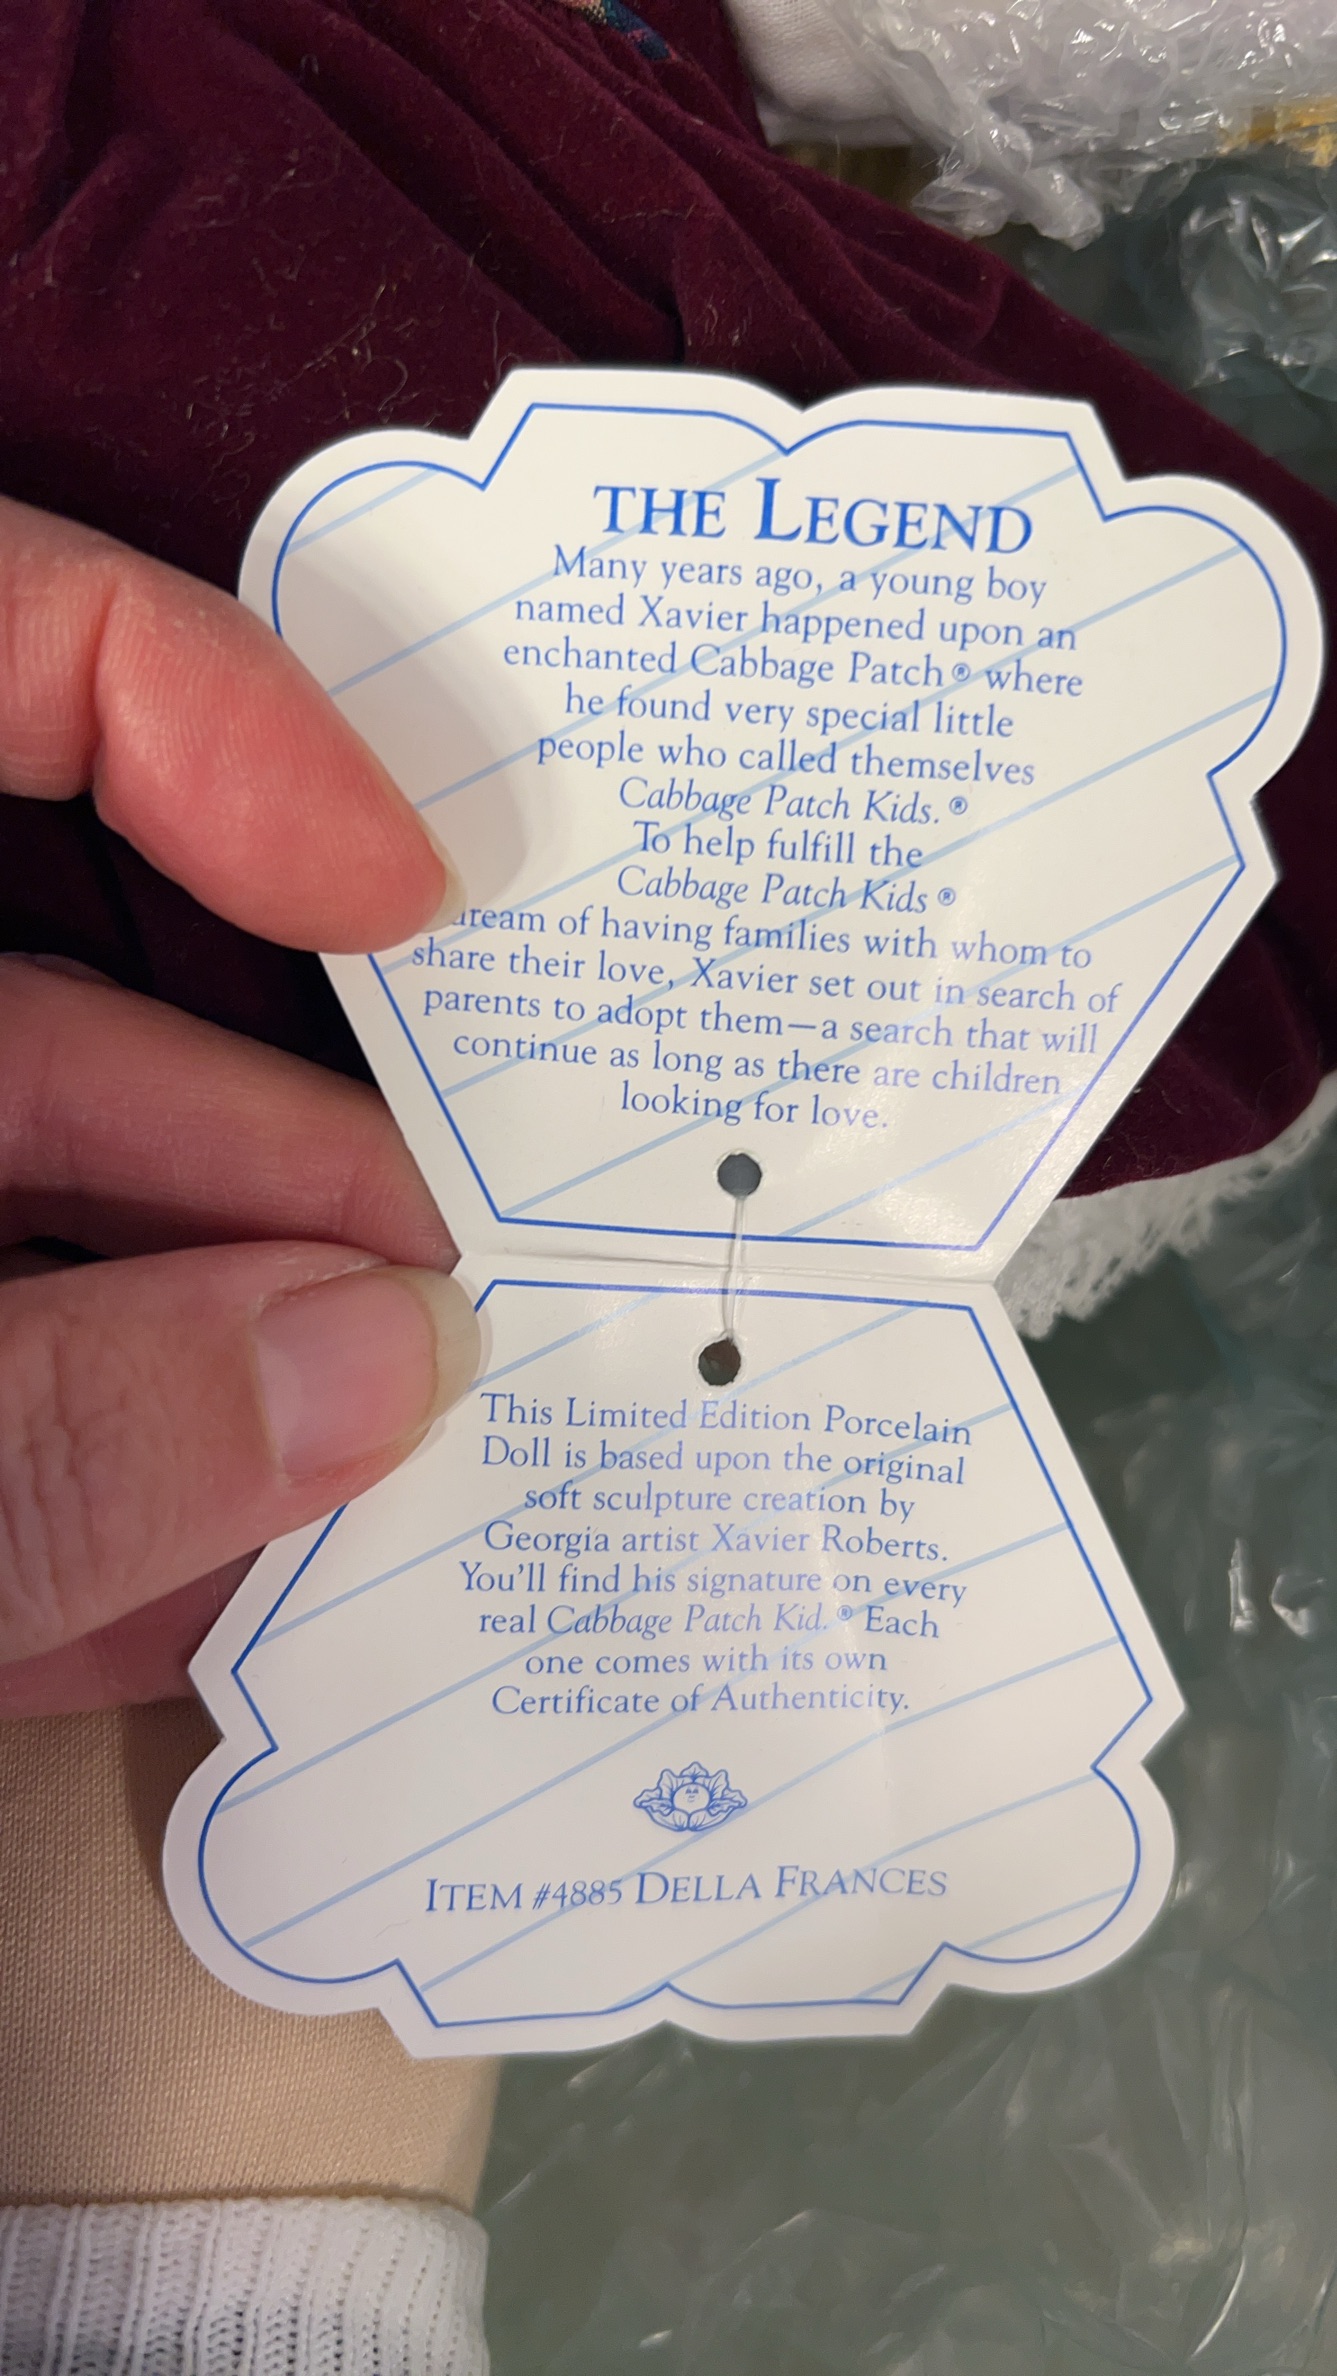 THE LEGEND
Many years ago, a young boy
named Xavier happened upon an
enchanted Cabbage Patch® where
he found very special little
people who called themselves
Cabbage Patch Kids.®
To help fulfill the
Cabbage Patch Kids®
dream of having families with whom to
share their love, Xavier set out in search of
parents to adopt them—a search that will
continue as long as there are children
looking for love.
This Limited Edition Porcelain
Doll is based upon the original
soft sculpture creation by
Georgia artist Xavier Roberts.
You'll find his signature on every
real Cabbage Patch Kid.® Each
one comes with its own
Certificate of Authenticity.
ITEM #4885 DELLA FRANCES